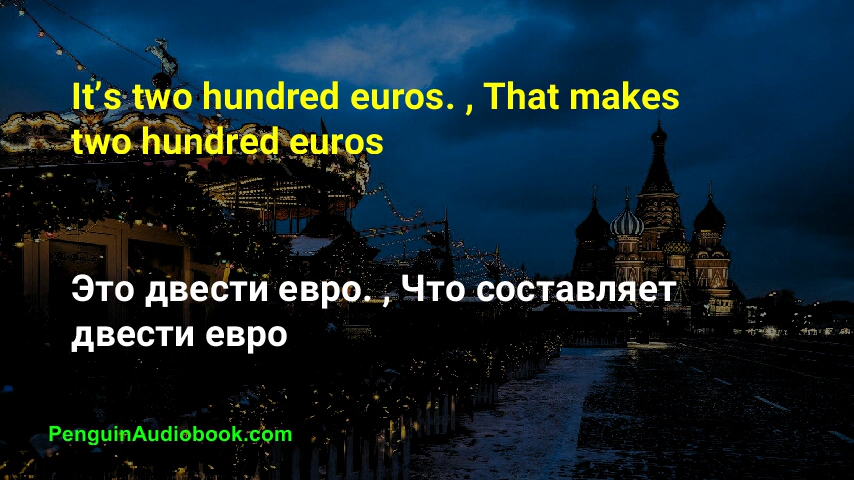 It’s two hundred euros. , That makes
two hundred euros
Это двести евро. , Что составляет
двести евро
PenguinAudiobook.com